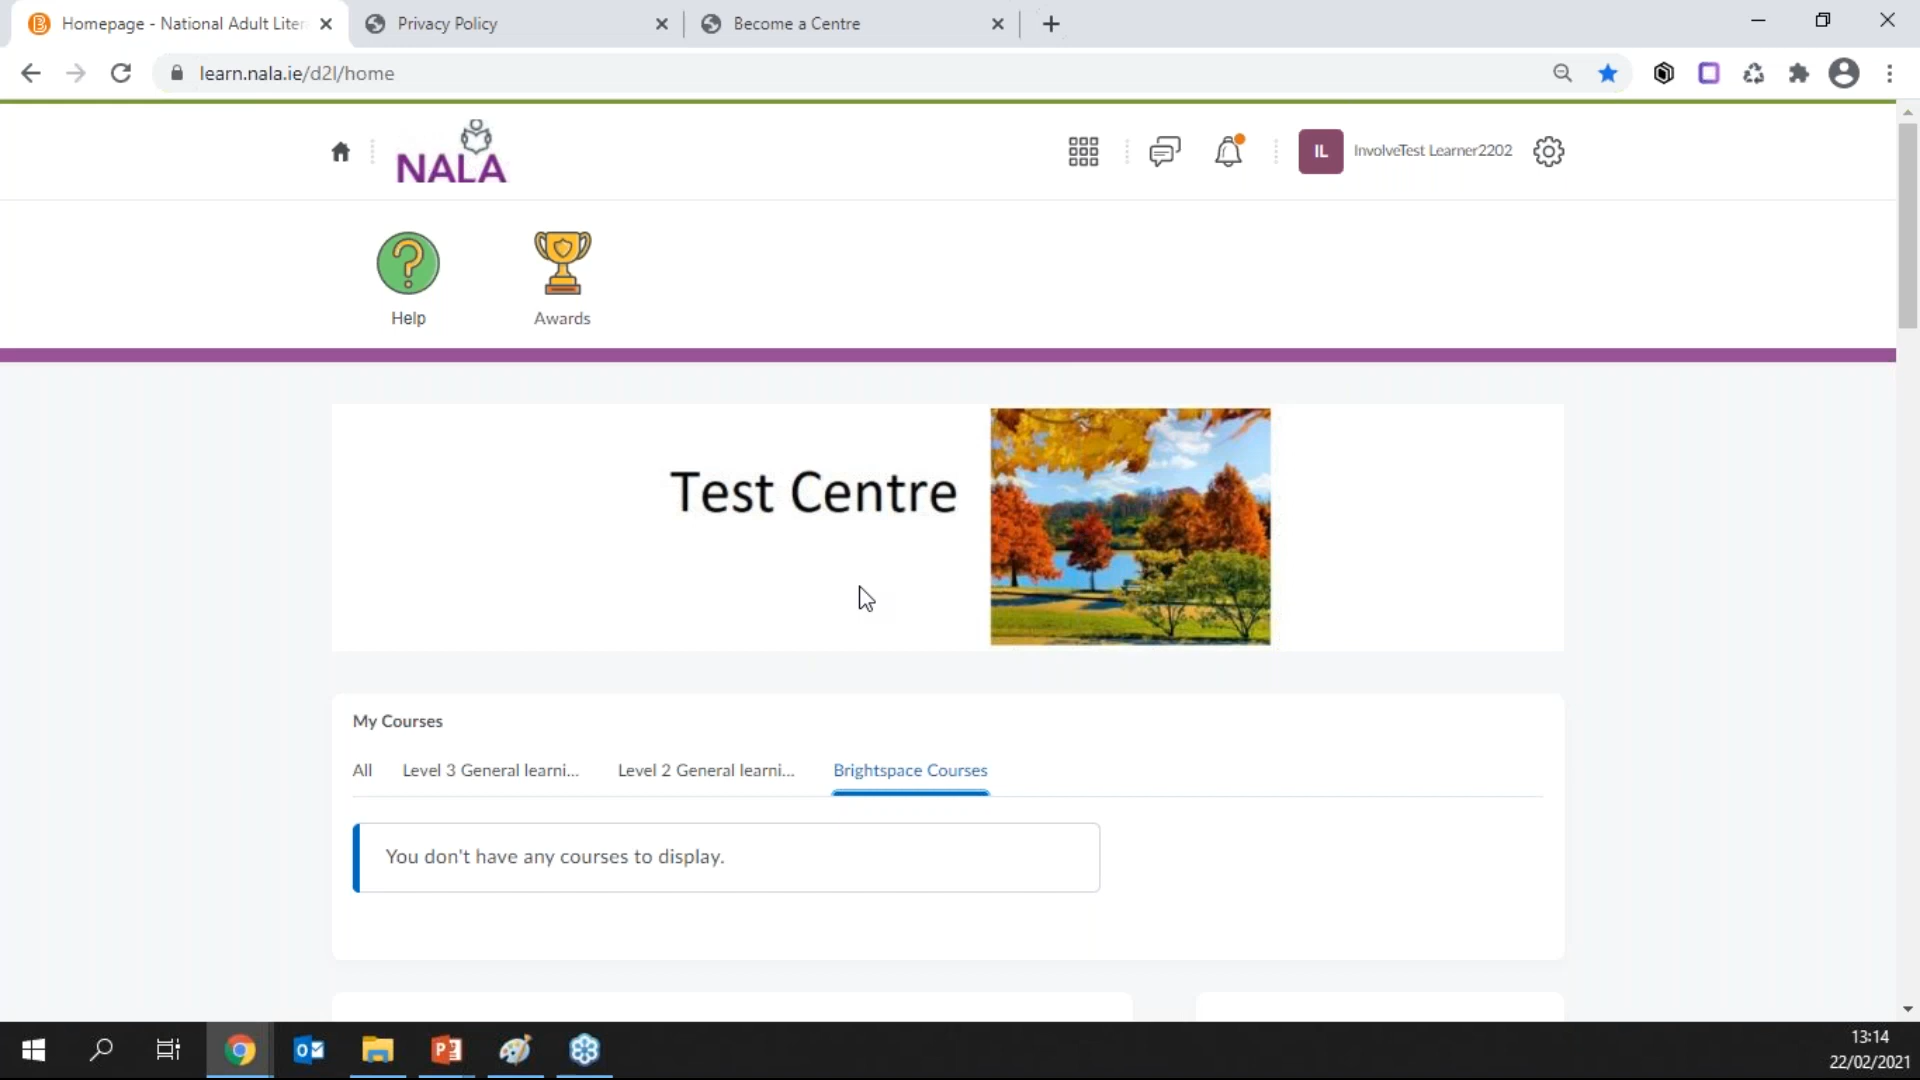 Homepage - National Adult Liter
Privacy Policy
Become a Centre
learn.nala.ie/d2l/home
NALA
IL
InvolveTest Learner2202
Help
Awards
Test Centre
My Courses
All
Level 3 General learni...
Level 2 General learni...
Brightspace Courses
You don't have any courses to display.
13:14
22/02/2021